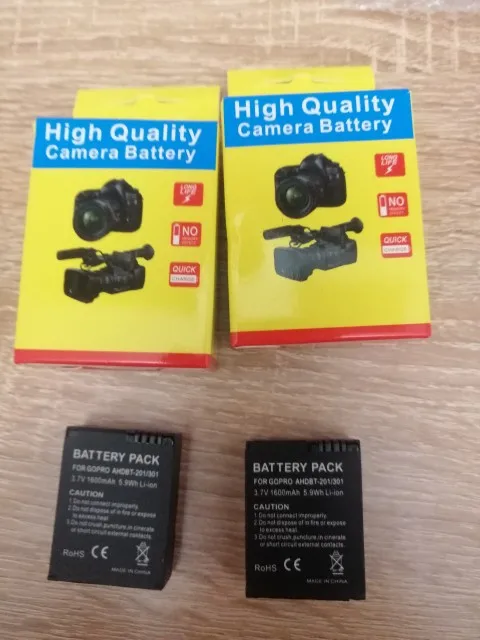 High Quality
Camera Battery
LONG
LIFE
NO
QUICK
CHARGE
High Quality
Camera Battery
LONG
LIFE
NO
QUICK
CHARGE
BATTERY PACK
FOR GOPRO AHDBT-201/301
3.7V 1600mAh 5.9Wh Li-ion
CAUTION
1.Do not connect improperly.
2.Do not dispose of in fire or
excess heat.
3.Do not crush,puncture,incinerate
or short circuit external contacts.
RoHS CE
MADE IN CHINA
BATTERY PACK
FOR GOPRO AHDBT-201/301
3.7V 1600mAh 5.9Wh Li-ion
CAUTION
1.Do not connect improperly.
2.Do not dispose of in fire or
excess heat.
3.Do not crush,puncture,incinerate
or short circuit external contacts.
RoHS CE
MADE IN CHINA